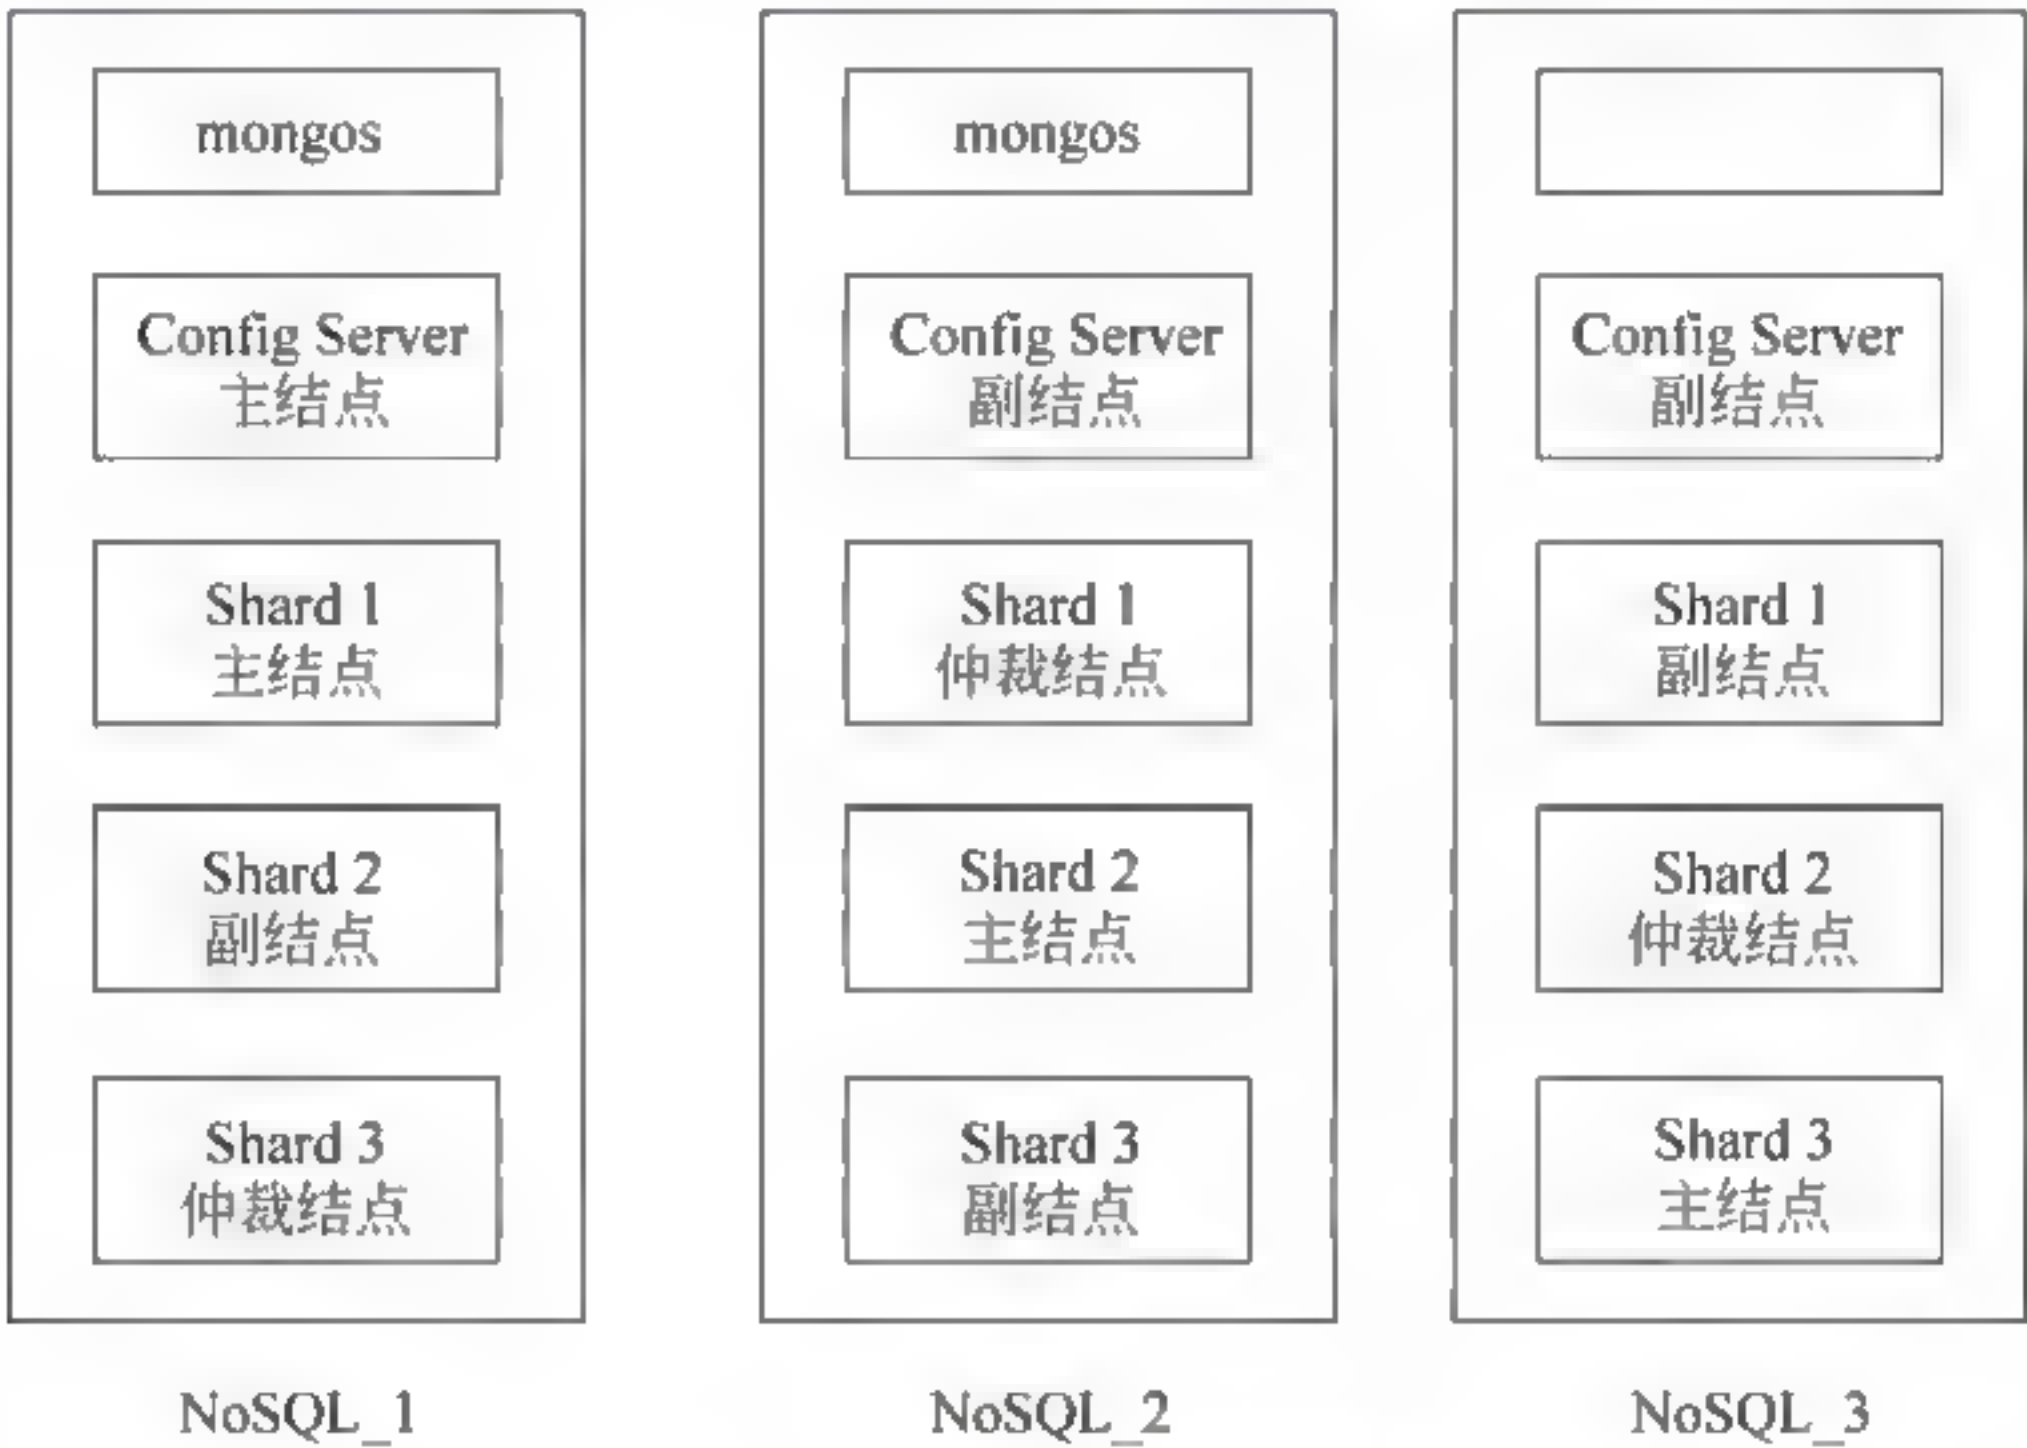 mongos
Config Server
主结点
Shard 1
主结点
Shard 2
副结点
Shard 3
仲裁结点
NoSQL_1
mongos
Config Server
副结点
Shard 1
仲裁结点
Shard 2
主结点
Shard 3
副结点
NoSQL_2
Config Server
副结点
Shard 1
副结点
Shard 2
仲裁结点
Shard 3
主结点
NoSQL_3